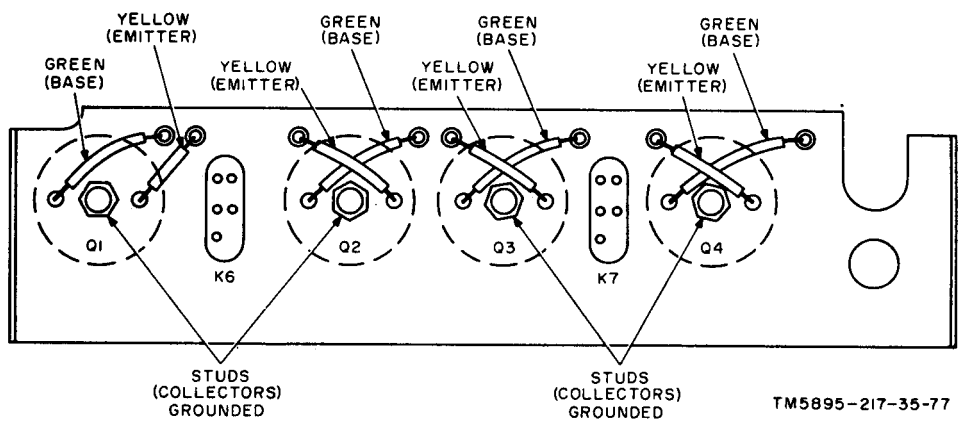 YELLOW
(EMITTER)
GREEN
(BASE)
GREEN
(BASE)
YELLOW
(EMITTER)
GREEN
(BASE)
YELLOW
(EMITTER)
GREEN
(BASE)
YELLOW
(EMITTER)
Q1
K6
Q2
Q3
K7
Q4
STUDS
(COLLECTORS)
GROUNDED
STUDS
(COLLECTORS)
GROUNDED
TM5895-217-35-77